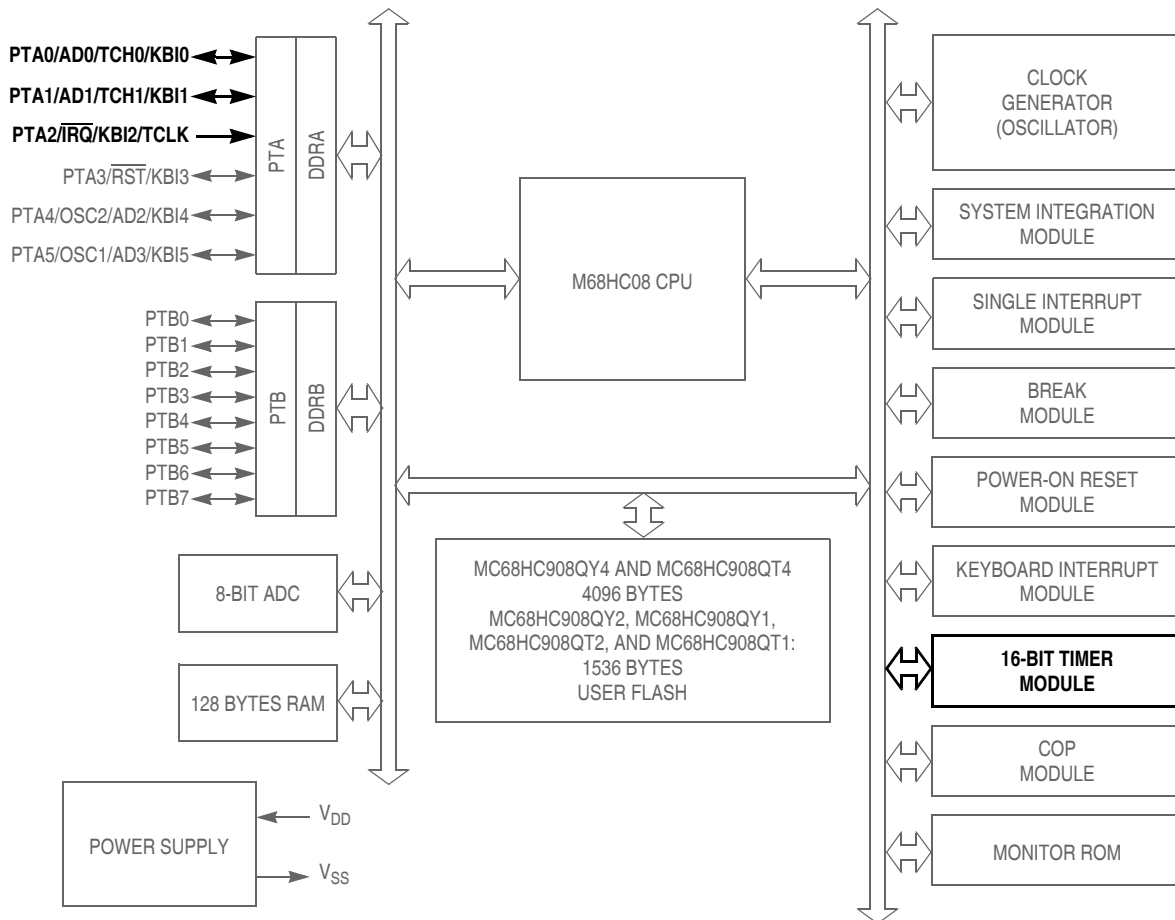 PTA0/AD0/TCH0/KBI0
PTA1/AD1/TCH1/KBI1
PTA2/I̅R̅Q̅/KBI2/TCLK
PTA3/R̅S̅T̅/KBI3
PTA4/OSC2/AD2/KBI4
PTA5/OSC1/AD3/KBI5
PTA
DDRA
PTB0
PTB1
PTB2
PTB3
PTB4
PTB5
PTB6
PTB7
PTB
DDRB
8-BIT ADC
128 BYTES RAM
POWER SUPPLY
V_DD
V_SS
M68HC08 CPU
MC68HC908QY4 AND MC68HC908QT4
4096 BYTES
MC68HC908QY2, MC68HC908QY1,
MC68HC908QT2, AND MC68HC908QT1:
1536 BYTES
USER FLASH
CLOCK
GENERATOR
(OSCILLATOR)
SYSTEM INTEGRATION
MODULE
SINGLE INTERRUPT
MODULE
BREAK
MODULE
POWER-ON RESET
MODULE
KEYBOARD INTERRUPT
MODULE
16-BIT TIMER
MODULE
COP
MODULE
MONITOR ROM